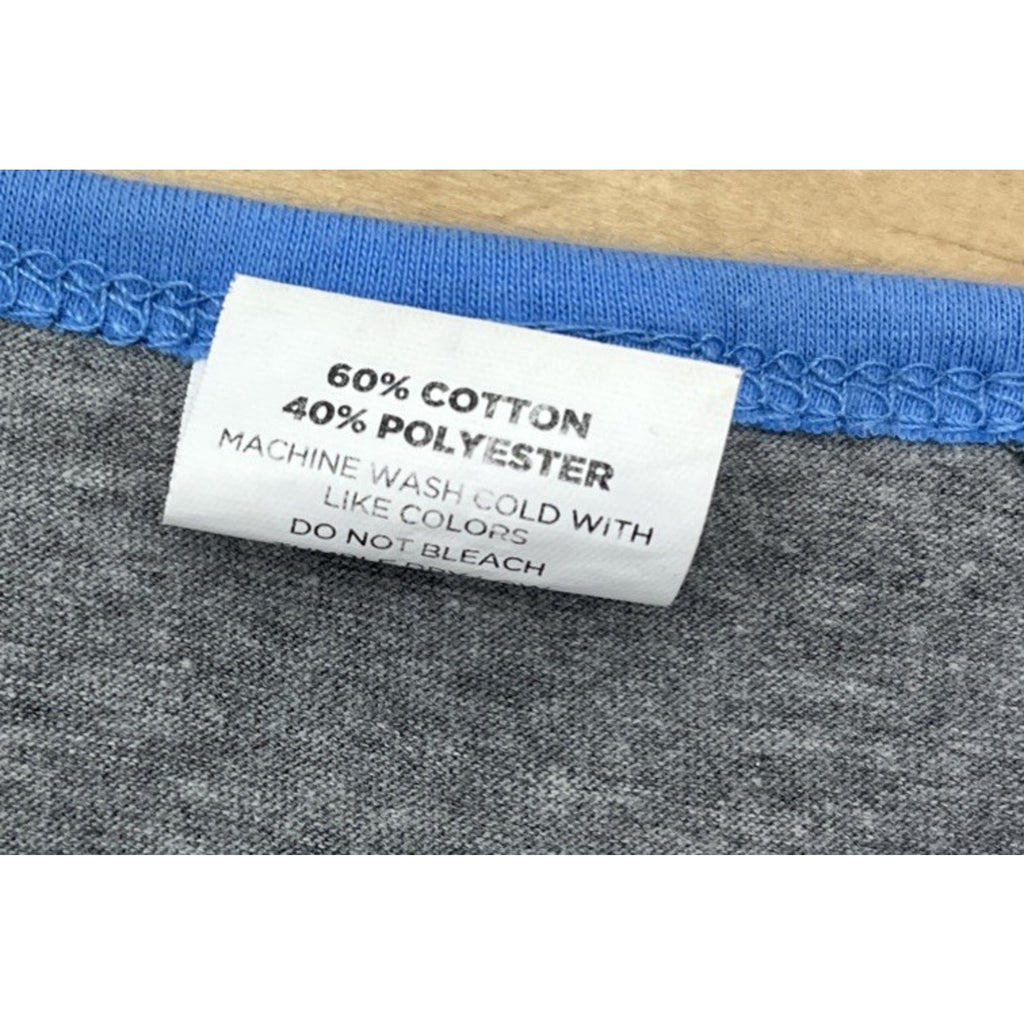 60% COTTON
40% POLYESTER
MACHINE WASH COLD WITH
LIKE COLORS
DO NOT BLEACH